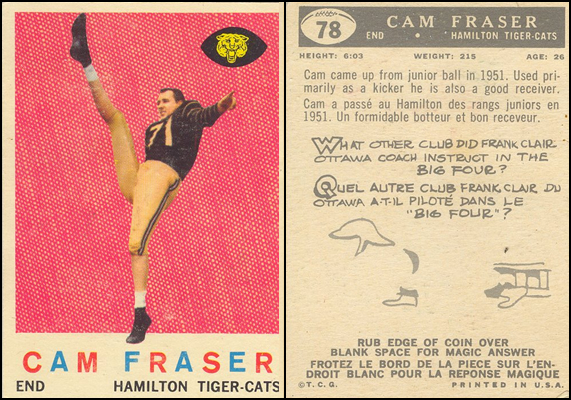 71
CAM FRASER
END HAMILTON TIGER-CATS
78
CAM FRASER
END • HAMILTON TIGER-CATS
HEIGHT: 6:03 WEIGHT: 215 AGE: 26
Cam came up from junior ball in 1951. Used pri-
marily as a kicker he is also a good receiver.
Cam a passé au Hamilton des rangs juniors en
1951. Un formidable botteur et bon receveur.
WHAT OTHER CLUB DID FRANK CLAIR
OTTAWA COACH INSTRUCT IN THE
BIG FOUR?
QUEL AUTRE CLUB FRANK CLAIR DU
OTTAWA A-T-IL PILOTÉ DANS LE
"BIG FOUR"?
RUB EDGE OF COIN OVER
BLANK SPACE FOR MAGIC ANSWER
FROTEZ LE BORD DE LA PIECE SUR L'EN-
DROIT BLANC POUR LA REPONSE MAGIQUE
©T.C.G. PRINTED IN U.S.A.